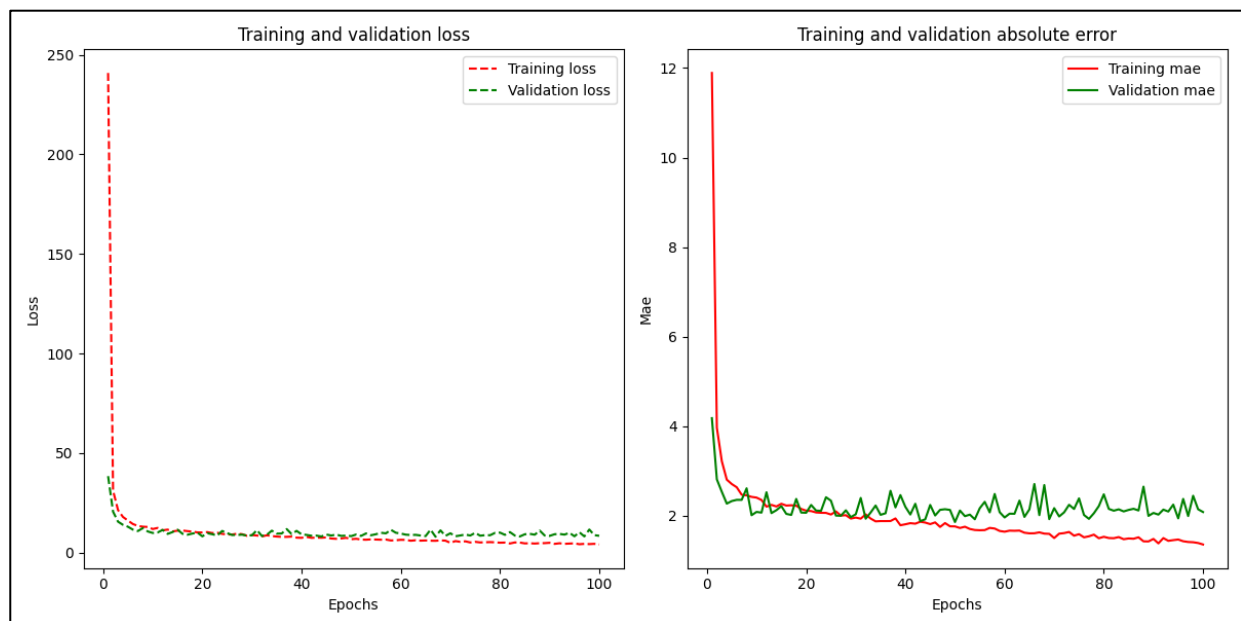 Training and validation loss
250
200
150
100
50
0
Loss
0 20 40 60 80 100
Epochs
Training loss
Validation loss
Training and validation absolute error
12
10
8
6
4
2
Mae
0 20 40 60 80 100
Epochs
Training mae
Validation mae